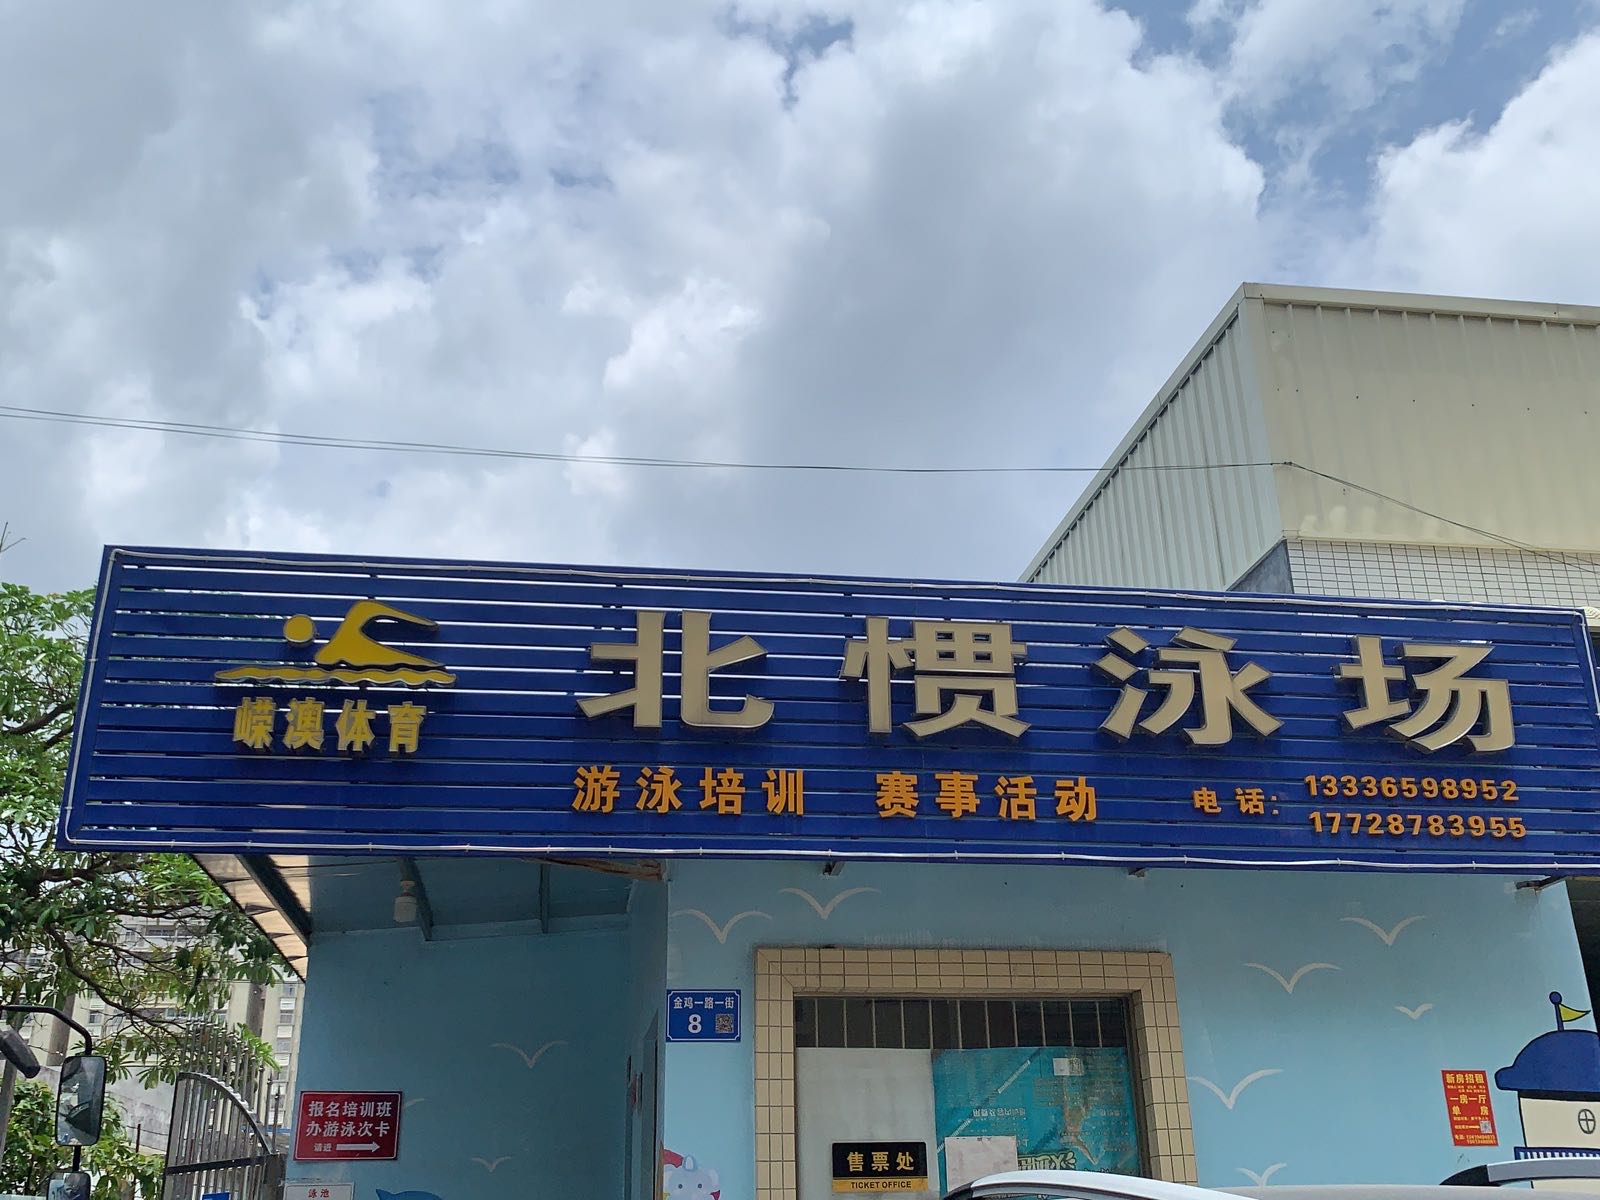 北惯泳场
嵘澳体育
游泳培训 赛事活动 电话:
13336598952
17728783955
金鸡一路一街
8
报名培训班
办游泳次卡
请进
售票处
TICKET OFFICE
泳池
新房招租
一房一厅
单房